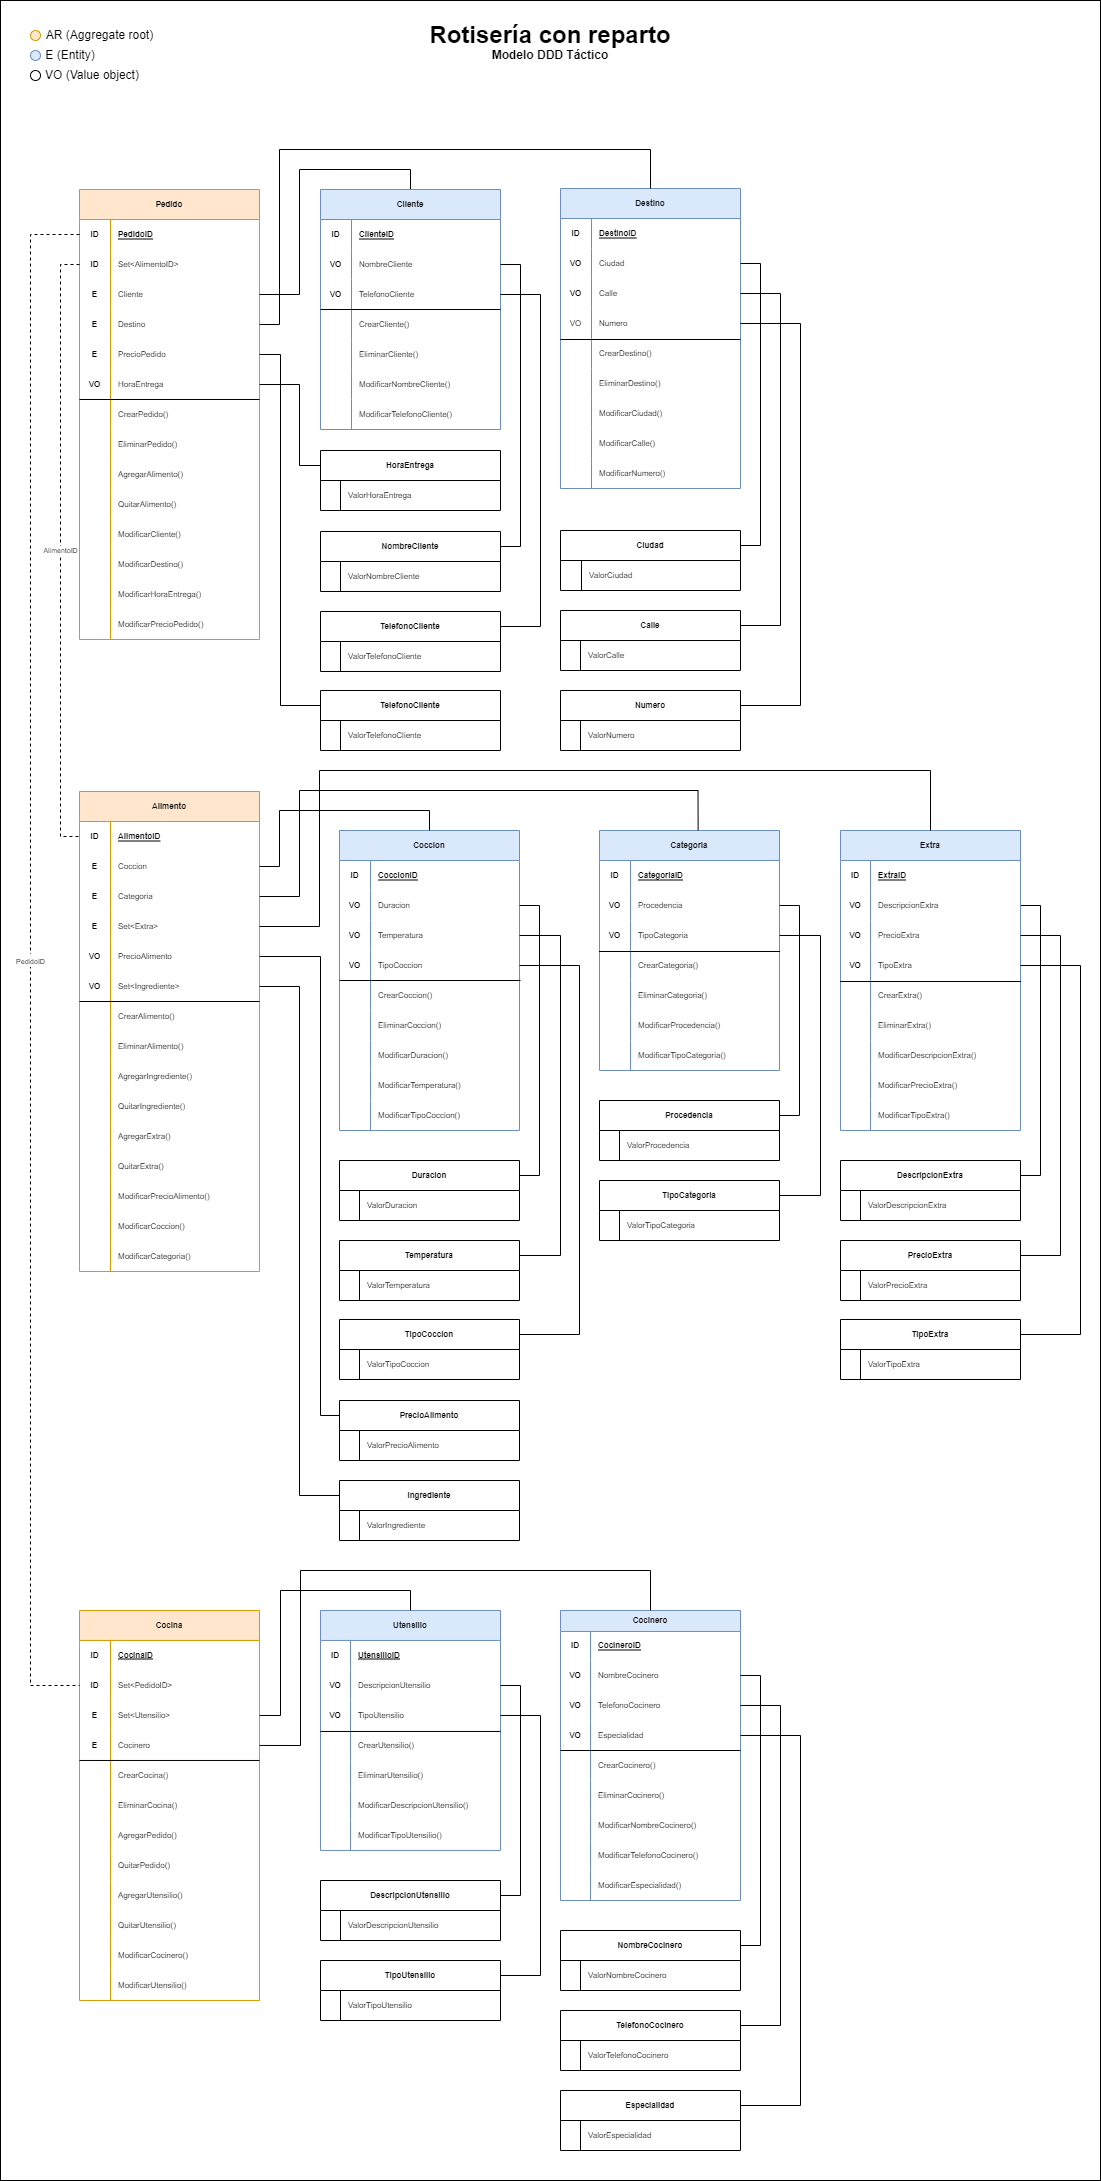 Rotisería con reparto
Modelo DDD Táctico
AR (Aggregate root)
E (Entity)
VO (Value object)
Pedido
ID PedidoID
ID Set<AlimentoID>
E Cliente
E Destino
E PrecioPedido
VO HoraEntrega
CrearPedido()
EliminarPedido()
AgregarAlimento()
QuitarAlimento()
ModificarCliente()
ModificarDestino()
ModificarHoraEntrega()
ModificarPrecioPedido()
AlimentoID
PedidoID
Cliente
ID ClienteID
VO NombreCliente
VO TelefonoCliente
CrearCliente()
EliminarCliente()
ModificarNombreCliente()
ModificarTelefonoCliente()
HoraEntrega
ValorHoraEntrega
NombreCliente
ValorNombreCliente
TelefonoCliente
ValorTelefonoCliente
TelefonoCliente
ValorTelefonoCliente
Destino
ID DestinoID
VO Ciudad
VO Calle
VO Numero
CrearDestino()
EliminarDestino()
ModificarCiudad()
ModificarCalle()
ModificarNumero()
Ciudad
ValorCiudad
Calle
ValorCalle
Numero
ValorNumero
Alimento
ID AlimentoID
E Coccion
E Categoria
E Set<Extra>
VO PrecioAlimento
VO Set<Ingrediente>
CrearAlimento()
EliminarAlimento()
AgregarIngrediente()
QuitarIngrediente()
AgregarExtra()
QuitarExtra()
ModificarPrecioAlimento()
ModificarCoccion()
ModificarCategoria()
Coccion
ID CoccionID
VO Duracion
VO Temperatura
VO TipoCoccion
CrearCoccion()
EliminarCoccion()
ModificarDuracion()
ModificarTemperatura()
ModificarTipoCoccion()
Duracion
ValorDuracion
Temperatura
ValorTemperatura
TipoCoccion
ValorTipoCoccion
PrecioAlimento
ValorPrecioAlimento
Ingrediente
ValorIngrediente
Categoria
ID CategoriaID
VO Procedencia
VO TipoCategoria
CrearCategoria()
EliminarCategoria()
ModificarProcedencia()
ModificarTipoCategoria()
Procedencia
ValorProcedencia
TipoCategoria
ValorTipoCategoria
Extra
ID ExtraID
VO DescripcionExtra
VO PrecioExtra
VO TipoExtra
CrearExtra()
EliminarExtra()
ModificarDescripcionExtra()
ModificarPrecioExtra()
ModificarTipoExtra()
DescripcionExtra
ValorDescripcionExtra
PrecioExtra
ValorPrecioExtra
TipoExtra
ValorTipoExtra
Cocina
ID CocinaID
ID Set<PedidoID>
E Set<Utensilio>
E Cocinero
CrearCocina()
EliminarCocina()
AgregarPedido()
QuitarPedido()
AgregarUtensilio()
QuitarUtensilio()
ModificarCocinero()
ModificarUtensilio()
Utensilio
ID UtensilioID
VO DescripcionUtensilio
VO TipoUtensilio
CrearUtensilio()
EliminarUtensilio()
ModificarDescripcionUtensilio()
ModificarTipoUtensilio()
DescripcionUtensilio
ValorDescripcionUtensilio
TipoUtensilio
ValorTipoUtensilio
Cocinero
ID CocineroID
VO NombreCocinero
VO TelefonoCocinero
VO Especialidad
CrearCocinero()
EliminarCocinero()
ModificarNombreCocinero()
ModificarTelefonoCocinero()
ModificarEspecialidad()
NombreCocinero
ValorNombreCocinero
TelefonoCocinero
ValorTelefonoCocinero
Especialidad
ValorEspecialidad